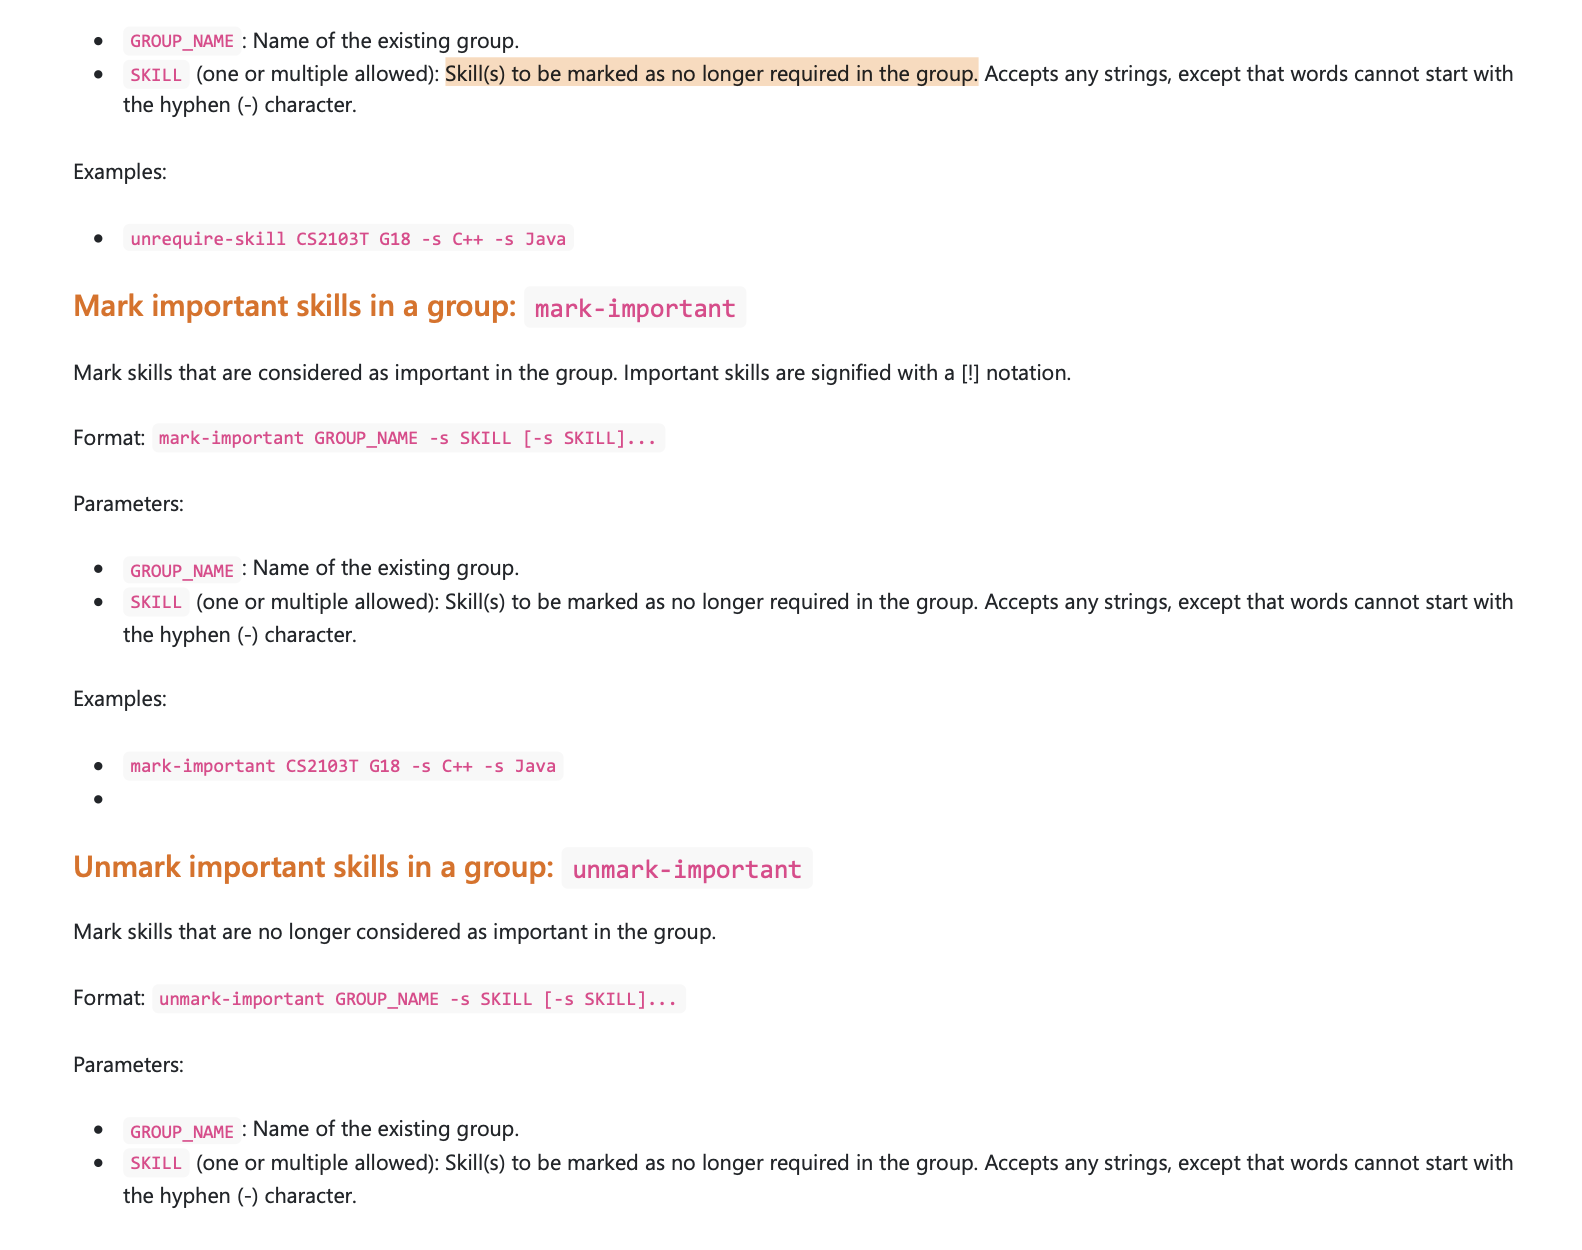 GROUP_NAME : Name of the existing group.
SKILL (one or multiple allowed): Skill(s) to be marked as no longer required in the group. Accepts any strings, except that words cannot start with
the hyphen (-) character.
Examples:
unrequire-skill CS2103T G18 -s C++ -s Java
Mark important skills in a group: mark-important
Mark skills that are considered as important in the group. Important skills are signified with a [!] notation.
Format: mark-important GROUP_NAME -s SKILL [-s SKILL]...
Parameters:
GROUP_NAME : Name of the existing group.
SKILL (one or multiple allowed): Skill(s) to be marked as no longer required in the group. Accepts any strings, except that words cannot start with
the hyphen (-) character.
Examples:
mark-important CS2103T G18 -s C++ -s Java
Unmark important skills in a group: unmark-important
Mark skills that are no longer considered as important in the group.
Format: unmark-important GROUP_NAME -s SKILL [-s SKILL]...
Parameters:
GROUP_NAME : Name of the existing group.
SKILL (one or multiple allowed): Skill(s) to be marked as no longer required in the group. Accepts any strings, except that words cannot start with
the hyphen (-) character.